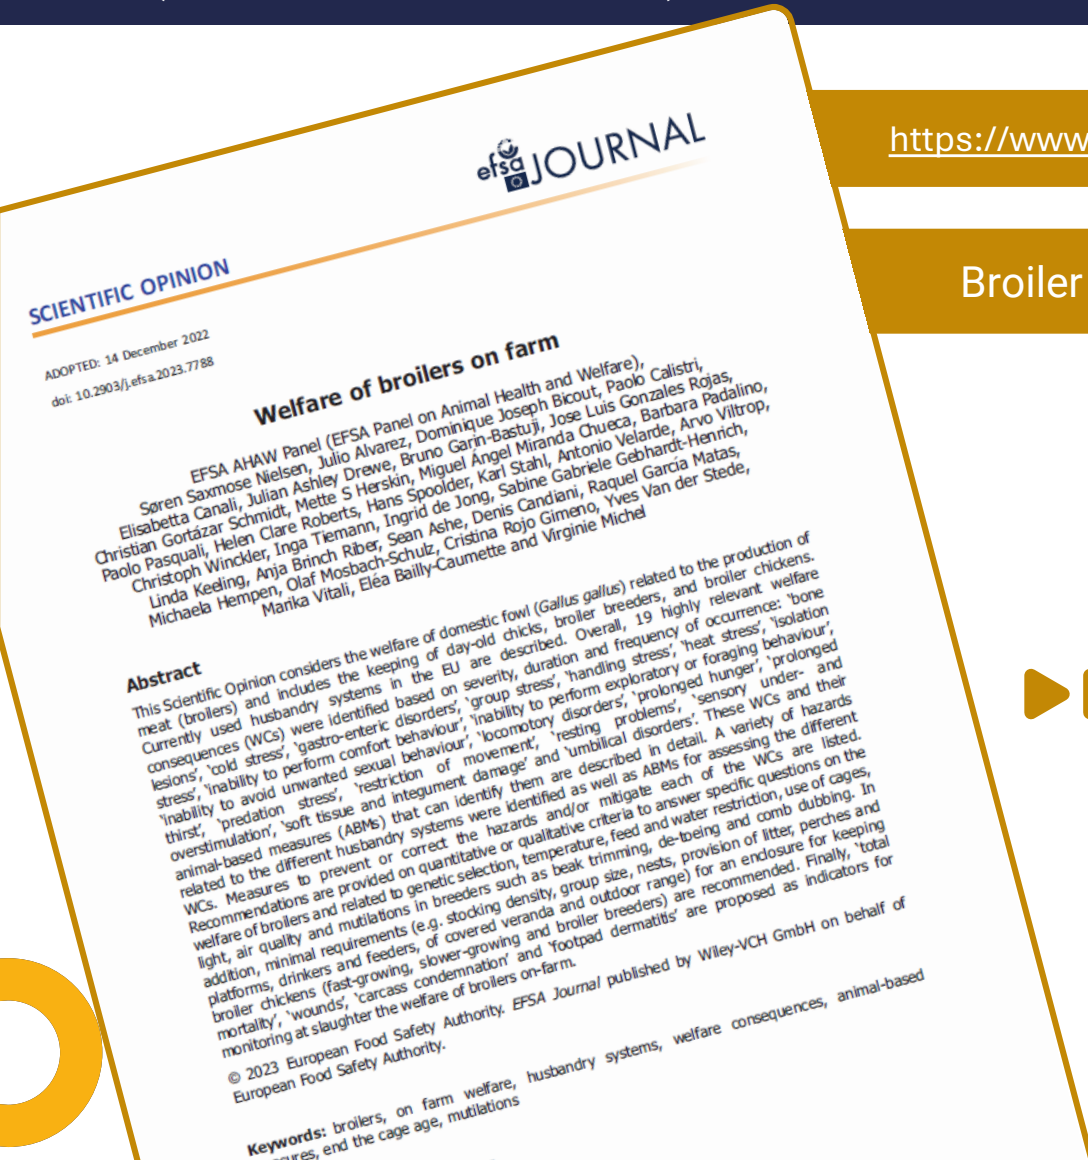 efsa JOURNAL
https://www
SCIENTIFIC OPINION
Broiler
ADOPTED: 14 December 2022
doi: 10.2903/j.efsa.2023.7788
Welfare of broilers on farm
EFSA AHAW Panel (EFSA Panel on Animal Health and Welfare),
Søren Saxmose Nielsen, Julio Alvarez, Dominique Joseph Bicout, Paolo Calistri,
Elisabetta Canali, Julian Ashley Drewe, Bruno Garin-Bastuji, Jose Luis Gonzales Rojas,
Christian Gortázar Schmidt, Mette S Herskin, Miguel Ángel Miranda Chueca, Barbara Padalino,
Paolo Pasquali, Helen Clare Roberts, Hans Spoolder, Karl Stahl, Antonio Velarde, Arvo Viltrop,
Christoph Winckler, Inga Tiemann, Ingrid de Jong, Sabine Gabriele Gebhardt-Henrich,
Linda Keeling, Anja Brinch Riber, Sean Ashe, Denis Candiani, Raquel García Matas,
Michaela Hempen, Olaf Mosbach-Schulz, Cristina Rojo Gimeno, Yves Van der Stede,
Marika Vitali, Eléa Bailly-Caumette and Virginie Michel
Abstract
This Scientific Opinion considers the welfare of domestic fowl (Gallus gallus) related to the production of
meat (broilers) and includes the keeping of day-old chicks, broiler breeders, and broiler chickens.
Currently used husbandry systems in the EU are described. Overall, 19 highly relevant welfare
consequences (WCs) were identified based on severity, duration and frequency of occurrence: 'bone
lesions', 'cold stress', 'gastro-enteric disorders', 'group stress', 'handling stress', 'heat stress', 'isolation
stress', 'inability to perform comfort behaviour', 'inability to perform exploratory or foraging behaviour',
'inability to avoid unwanted sexual behaviour', 'locomotory disorders', 'prolonged hunger', 'prolonged
thirst', 'predation stress', 'restriction of movement', 'resting problems', 'sensory under- and
overstimulation', 'soft tissue and integument damage' and 'umbilical disorders'. These WCs and their
animal-based measures (ABMs) that can identify them are described in detail. A variety of hazards
related to the different husbandry systems were identified as well as ABMs for assessing the different
WCs. Measures to prevent or correct the hazards and/or mitigate each of the WCs are listed.
Recommendations are provided on quantitative or qualitative criteria to answer specific questions on the
welfare of broilers and related to genetic selection, temperature, feed and water restriction, use of cages,
light, air quality and mutilations in breeders such as beak trimming, de-toeing and comb dubbing. In
addition, minimal requirements (e.g. stocking density, group size, nests, provision of litter, perches and
platforms, drinkers and feeders, of covered veranda and outdoor range) for an enclosure for keeping
broiler chickens (fast-growing, slower-growing and broiler breeders) are recommended. Finally, 'total
mortality', 'wounds', 'carcass condemnation' and 'footpad dermatitis' are proposed as indicators for
monitoring at slaughter the welfare of broilers on-farm.
© 2023 European Food Safety Authority. EFSA Journal published by Wiley-VCH GmbH on behalf of
European Food Safety Authority.
Keywords: broilers, on farm welfare, husbandry systems, welfare consequences, animal-based
end the cage age, mutilations